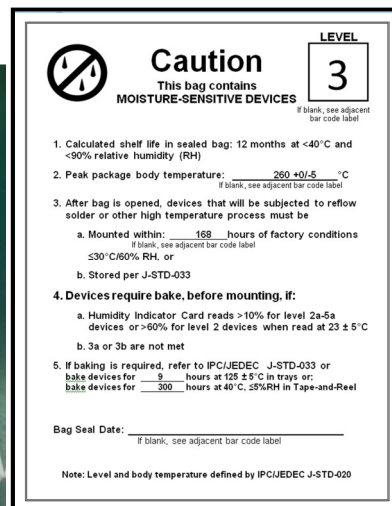 LEVEL
Caution
3
This bag contains
MOISTURE-SENSITIVE DEVICES
If blank, see adjacent
bar code label
1. Calculated shelf life in sealed bag: 12 months at <40°C and
<90% relative humidity (RH)
2. Peak package body temperature: 260 +0/-5 °C
If blank, see adjacent bar code label
3. After bag is opened, devices that will be subjected to reflow
solder or other high temperature process must be
a. Mounted within: 168 hours of factory conditions
If blank, see adjacent bar code label
≤30°C/60% RH, or
b. Stored per J-STD-033
4. Devices require bake, before mounting, if:
a. Humidity Indicator Card reads >10% for level 2a-5a
devices or >60% for level 2 devices when read at 23 ± 5°C
b. 3a or 3b are not met
5. If baking is required, refer to IPC/JEDEC J-STD-033 or
bake devices for 9 hours at 125 ± 5°C in trays or;
bake devices for 300 hours at 40°C, ≤5%RH in Tape-and-Reel
Bag Seal Date:
If blank, see adjacent bar code label
Note: Level and body temperature defined by IPC/JEDEC J-STD-020